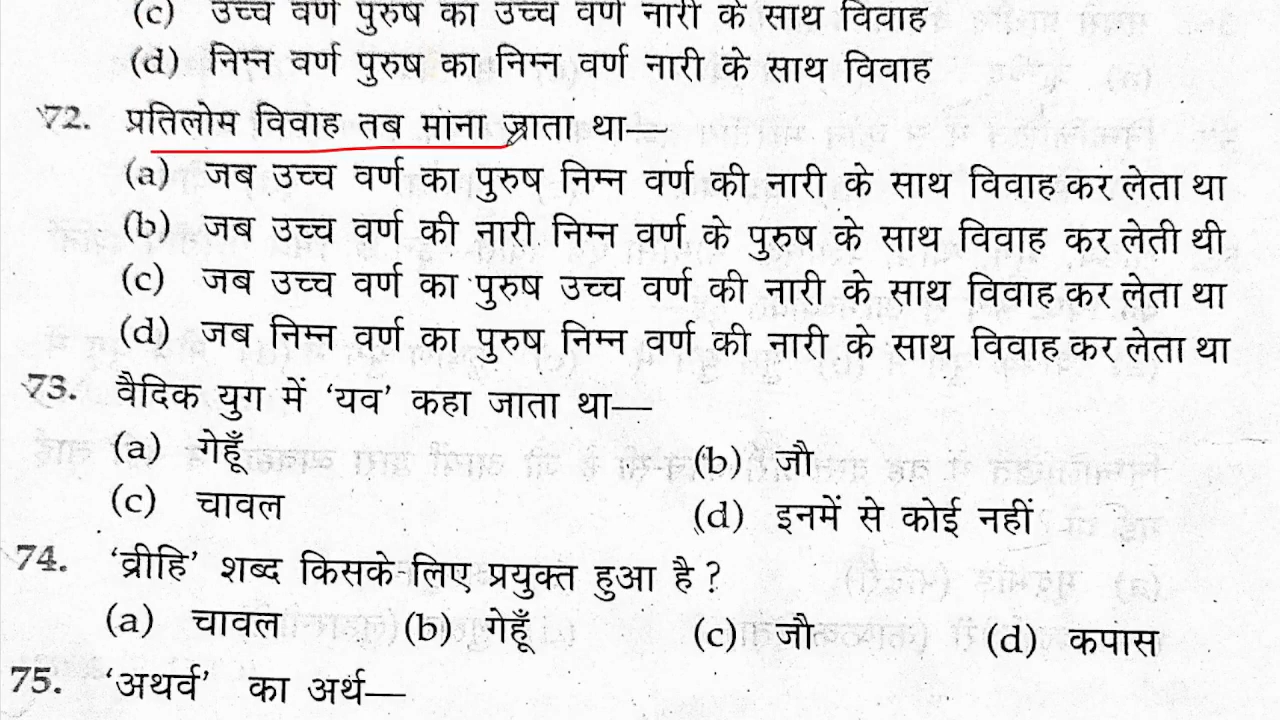 (c) उच्च वर्ण पुरुष का उच्च वर्ण नारी के साथ विवाह
(d) निम्न वर्ण पुरुष का निम्न वर्ण नारी के साथ विवाह
72. प्रतिलोम विवाह तब माना जाता था—
(a) जब उच्च वर्ण का पुरुष निम्न वर्ण की नारी के साथ विवाह कर लेता था
(b) जब उच्च वर्ण की नारी निम्न वर्ण के पुरुष के साथ विवाह कर लेती थी
(c) जब उच्च वर्ण का पुरुष उच्च वर्ण की नारी के साथ विवाह कर लेता था
(d) जब निम्न वर्ण का पुरुष निम्न वर्ण की नारी के साथ विवाह कर लेता था
73. वैदिक युग में ‘यव’ कहा जाता था—
(a) गेहूँ (b) जौ
(c) चावल (d) इनमें से कोई नहीं
74. ‘व्रीहि’ शब्द किसके लिए प्रयुक्त हुआ है ?
(a) चावल (b) गेहूँ (c) जौ (d) कपास
75. ‘अथर्व’ का अर्थ—